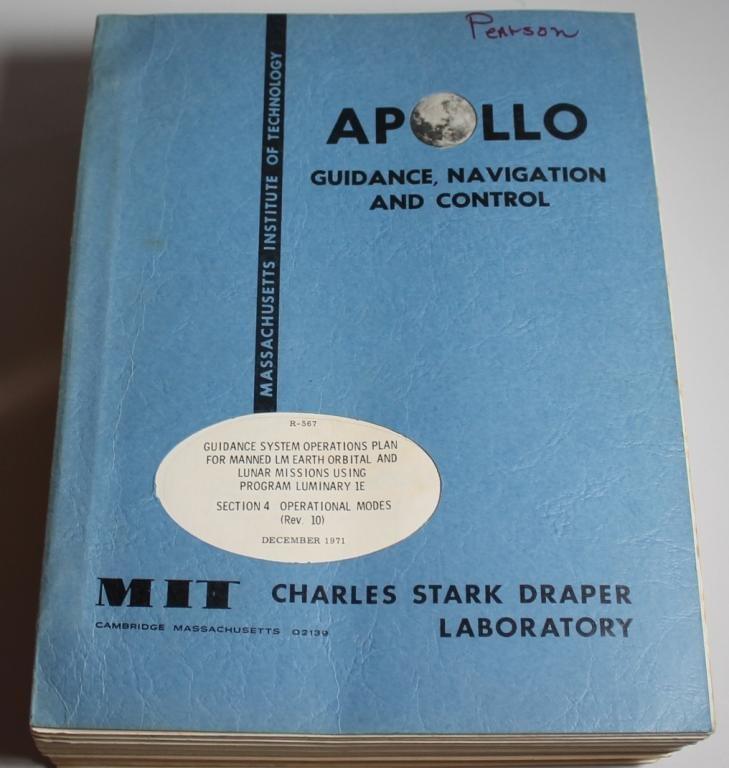 Pearson
MASSACHUSETTS INSTITUTE OF TECHNOLOGY
APOLLO
GUIDANCE, NAVIGATION
AND CONTROL
R-567
GUIDANCE SYSTEM OPERATIONS PLAN
FOR MANNED LM EARTH ORBITAL AND
LUNAR MISSIONS USING
PROGRAM LUMINARY 1E
SECTION 4 OPERATIONAL MODES
(Rev. 10)
DECEMBER 1971
MIT CHARLES STARK DRAPER
CAMBRIDGE MASSACHUSETTS 02139
LABORATORY